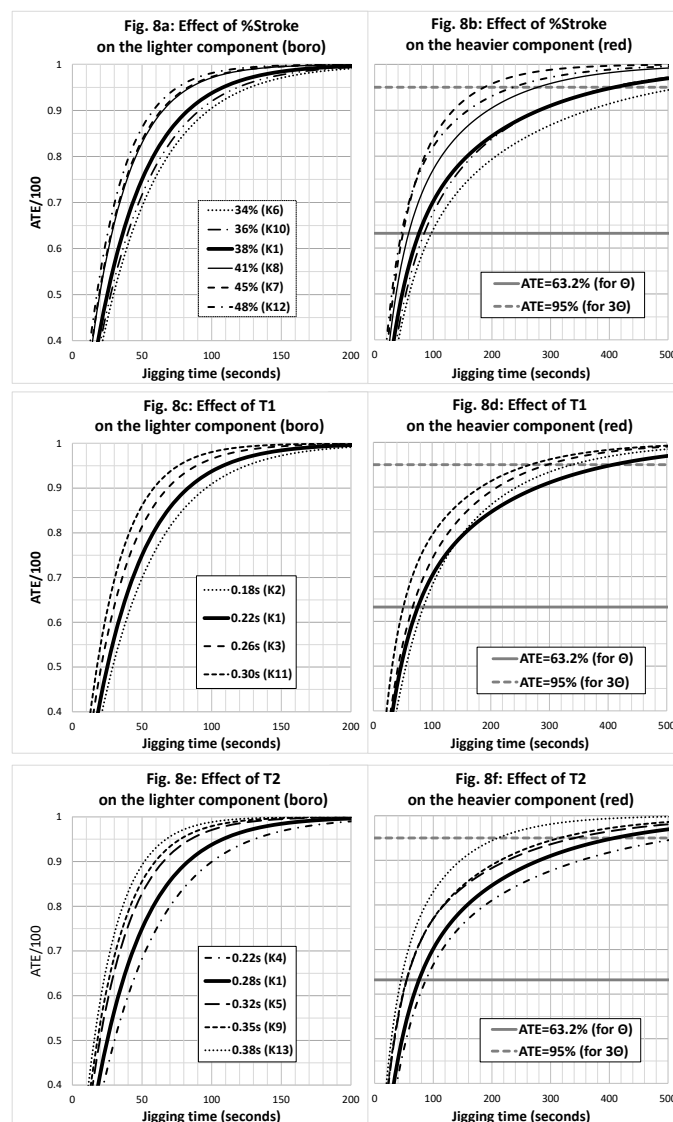 Fig. 8a: Effect of %Stroke
on the lighter component (boro)
ATE/100
1
0.9
0.8
0.7
0.6
0.5
0.4
0
50
100
150
200
34% (K6)
36% (K10)
38% (K1)
41% (K8)
45% (K7)
48% (K12)
Jigging time (seconds)
Fig. 8b: Effect of %Stroke
on the heavier component (red)
ATE=63.2% (for Θ)
ATE=95% (for 3Θ)
0
100
200
300
400
500
Jigging time (seconds)
Fig. 8c: Effect of T1
on the lighter component (boro)
ATE/100
1
0.9
0.8
0.7
0.6
0.5
0.4
0
50
100
150
200
0.18s (K2)
0.22s (K1)
0.26s (K3)
0.30s (K11)
Jigging time (seconds)
Fig. 8d: Effect of T1
on the heavier component (red)
ATE=63.2% (for Θ)
ATE=95% (for 3Θ)
0
100
200
300
400
500
Jigging time (seconds)
Fig. 8e: Effect of T2
on the lighter component (boro)
ATE/100
1
0.9
0.8
0.7
0.6
0.5
0.4
0
50
100
150
200
0.22s (K4)
0.28s (K1)
0.32s (K5)
0.35s (K9)
0.38s (K13)
Jigging time (seconds)
Fig. 8f: Effect of T2
on the heavier component (red)
ATE=63.2% (for Θ)
ATE=95% (for 3Θ)
0
100
200
300
400
500
Jigging time (seconds)